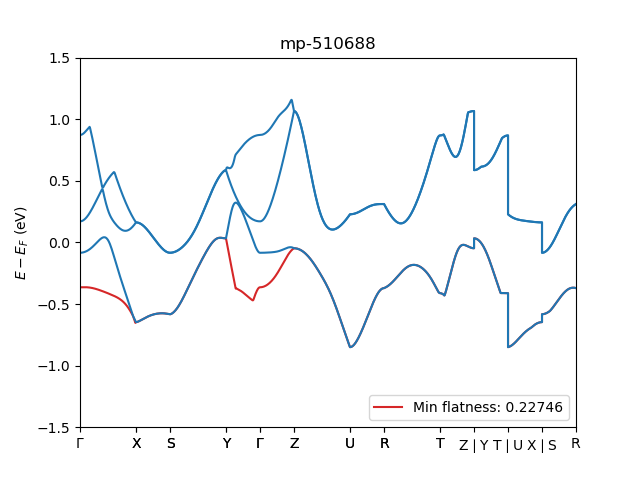 mp-510688
1.5
1.0
0.5
0.0
−0.5
−1.0
−1.5
E − E_F (eV)
Min flatness: 0.22746
Γ X S Y Γ Z U R T Z | Y T | U X | S R